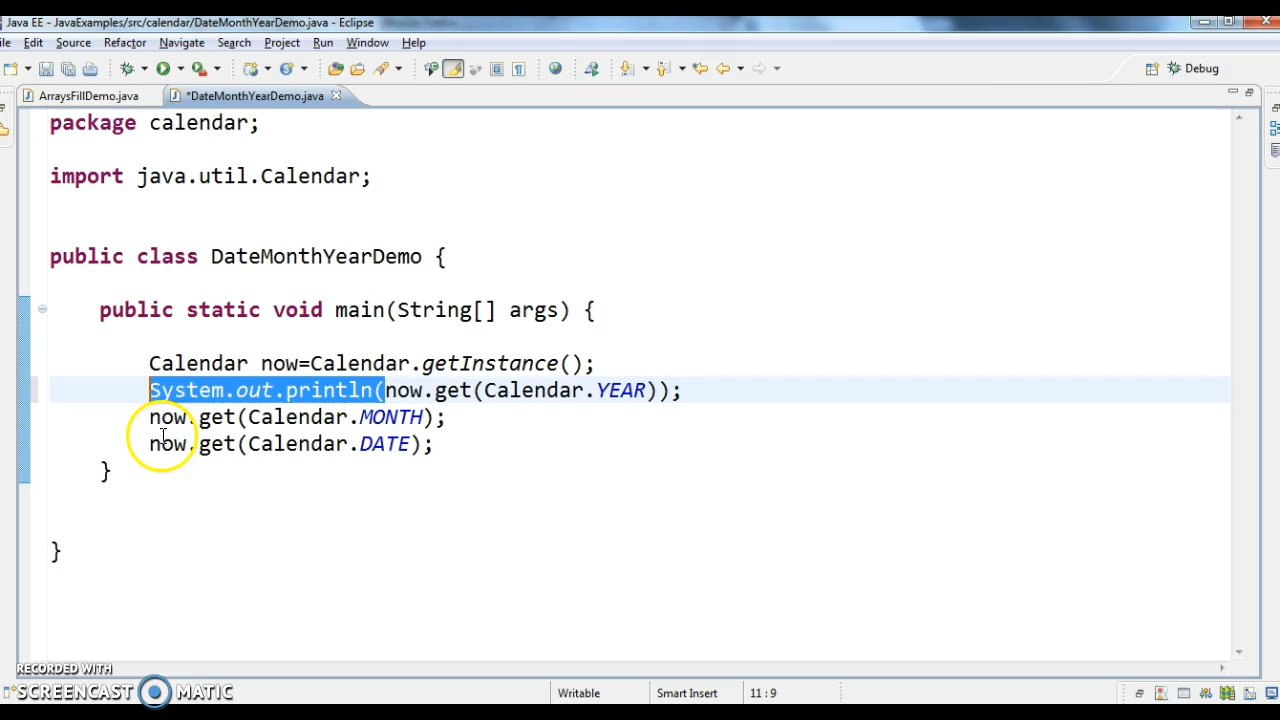 Java EE - JavaExamples/src/calendar/DateMonthYearDemo.java - Eclipse
ile Edit Source Refactor Navigate Search Project Run Window Help
Debug
ArraysFillDemo.java *DateMonthYearDemo.java
package calendar;
import java.util.Calendar;
public class DateMonthYearDemo {
public static void main(String[] args) {
Calendar now=Calendar.getInstance();
System.out.println(now.get(Calendar.YEAR));
now.get(Calendar.MONTH);
now.get(Calendar.DATE);
}
}
RECORDED WITH
SCREENCAST MATIC
Writable Smart Insert 11 : 9